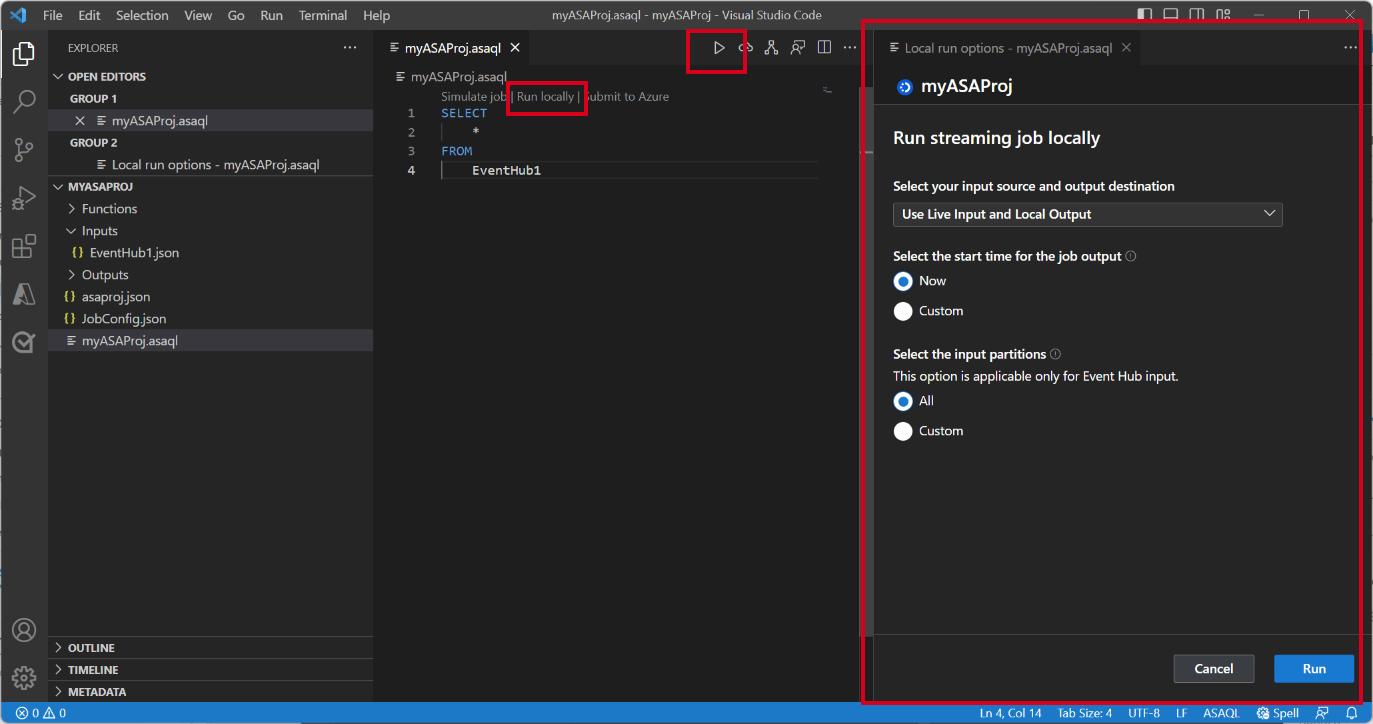 File Edit Selection View Go Run Terminal Help myASAProj.asaql - myASAProj - Visual Studio Code
EXPLORER
OPEN EDITORS
GROUP 1
myASAProj.asaql
GROUP 2
Local run options - myASAProj.asaql
MYASAPROJ
Functions
Inputs
{} EventHub1.json
Outputs
{} asaproj.json
{} JobConfig.json
myASAProj.asaql
OUTLINE
TIMELINE
METADATA
myASAProj.asaql
myASAProj.asaql
Simulate job | Run locally | Submit to Azure
1 SELECT
2 *
3 FROM
4 EventHub1
Local run options - myASAProj.asaql
myASAProj
Run streaming job locally
Select your input source and output destination
Use Live Input and Local Output
Select the start time for the job output
Now
Custom
Select the input partitions
This option is applicable only for Event Hub input.
All
Custom
Cancel Run
0 0 Ln 4, Col 14 Tab Size: 4 UTF-8 LF ASAQL Spell